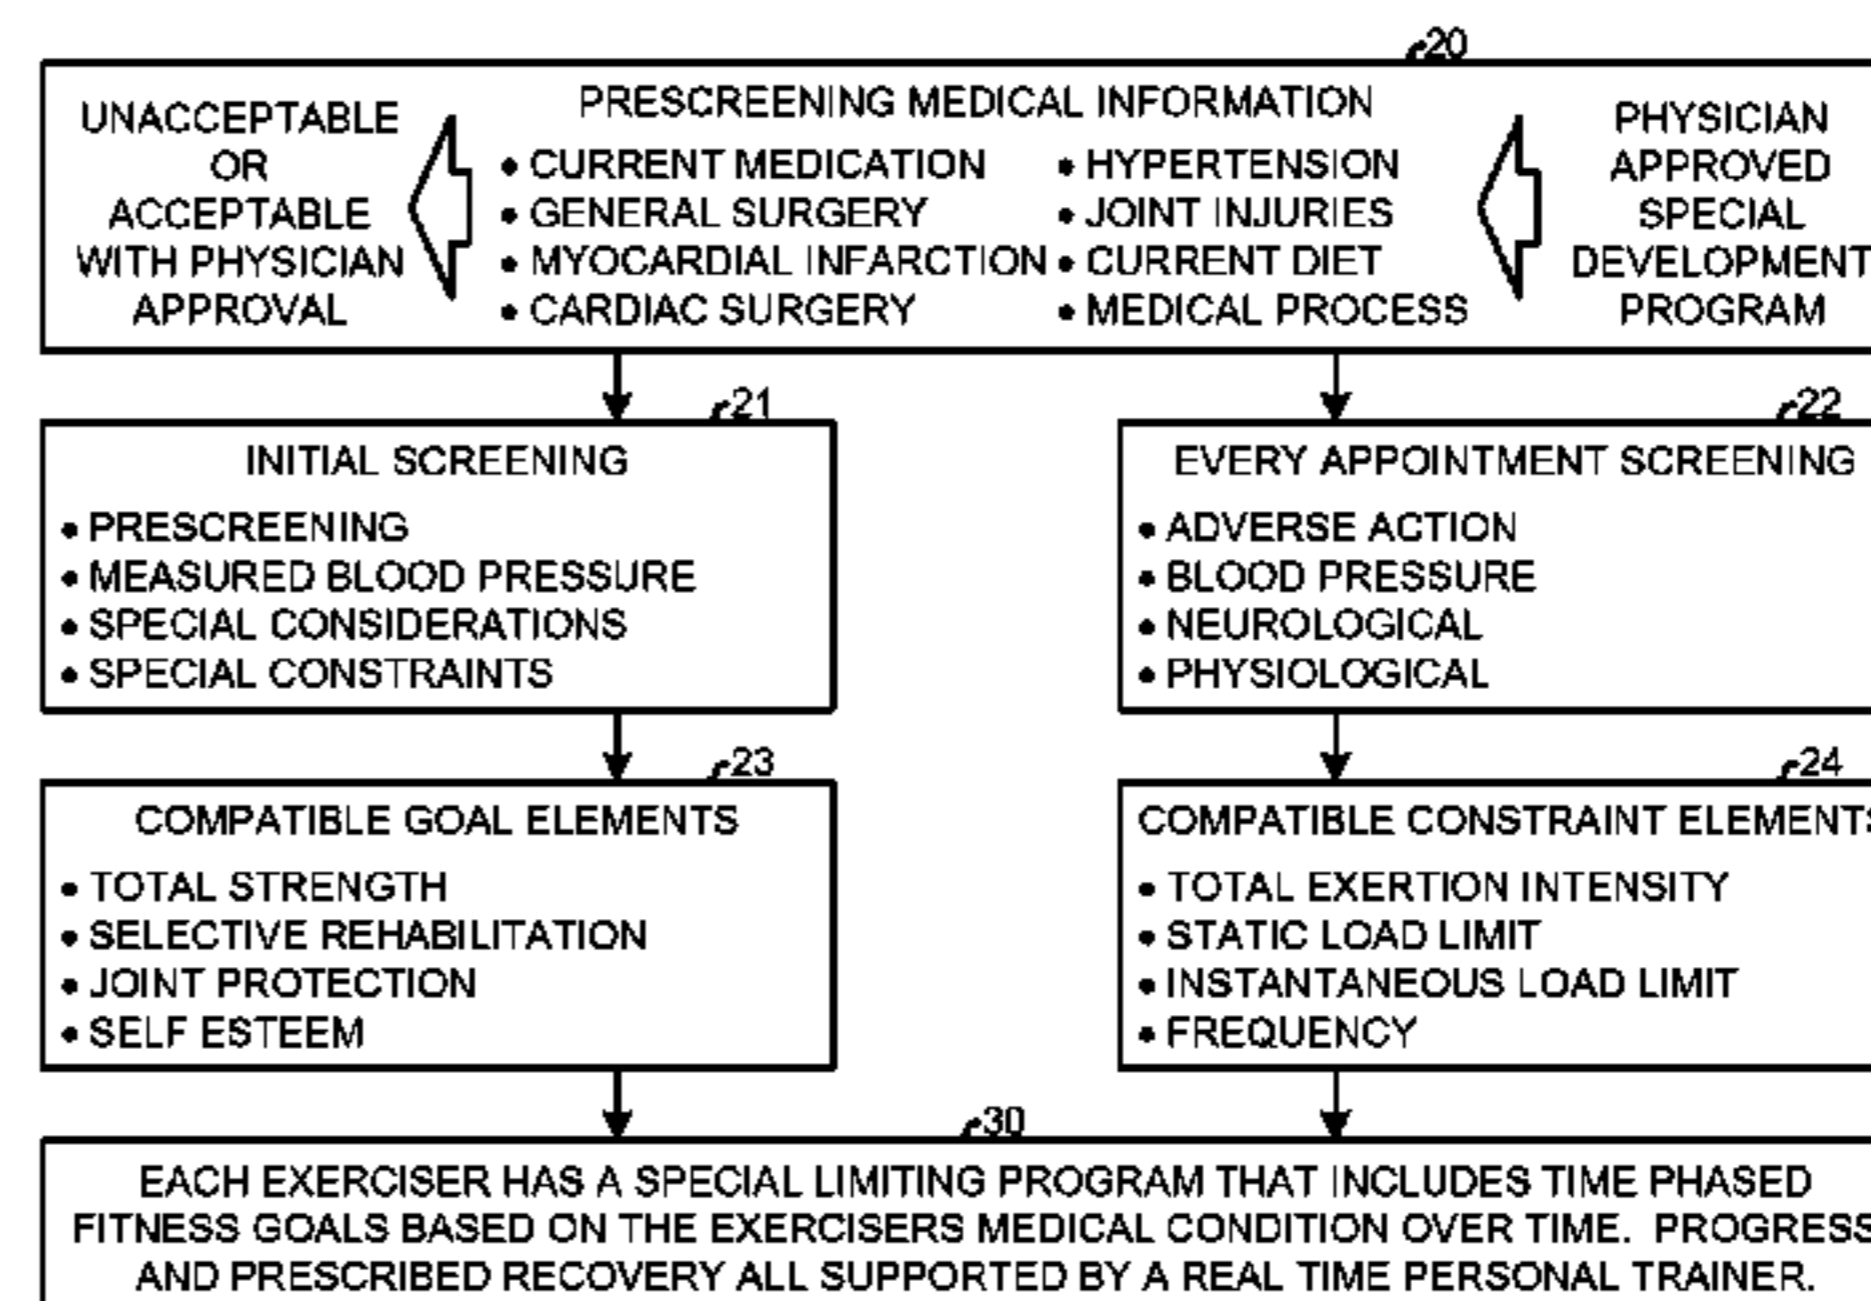 20
PRESCREENING MEDICAL INFORMATION
UNACCEPTABLE
OR
ACCEPTABLE
WITH PHYSICIAN
APPROVAL
• CURRENT MEDICATION
• GENERAL SURGERY
• MYOCARDIAL INFARCTION
• CARDIAC SURGERY
• HYPERTENSION
• JOINT INJURIES
• CURRENT DIET
• MEDICAL PROCESS
PHYSICIAN
APPROVED
SPECIAL
DEVELOPMENT
PROGRAM
21
INITIAL SCREENING
• PRESCREENING
• MEASURED BLOOD PRESSURE
• SPECIAL CONSIDERATIONS
• SPECIAL CONSTRAINTS
22
EVERY APPOINTMENT SCREENING
• ADVERSE ACTION
• BLOOD PRESSURE
• NEUROLOGICAL
• PHYSIOLOGICAL
23
COMPATIBLE GOAL ELEMENTS
• TOTAL STRENGTH
• SELECTIVE REHABILITATION
• JOINT PROTECTION
• SELF ESTEEM
24
COMPATIBLE CONSTRAINT ELEMENTS
• TOTAL EXERTION INTENSITY
• STATIC LOAD LIMIT
• INSTANTANEOUS LOAD LIMIT
• FREQUENCY
30
EACH EXERCISER HAS A SPECIAL LIMITING PROGRAM THAT INCLUDES TIME PHASED
FITNESS GOALS BASED ON THE EXERCISERS MEDICAL CONDITION OVER TIME. PROGRESS
AND PRESCRIBED RECOVERY ALL SUPPORTED BY A REAL TIME PERSONAL TRAINER.